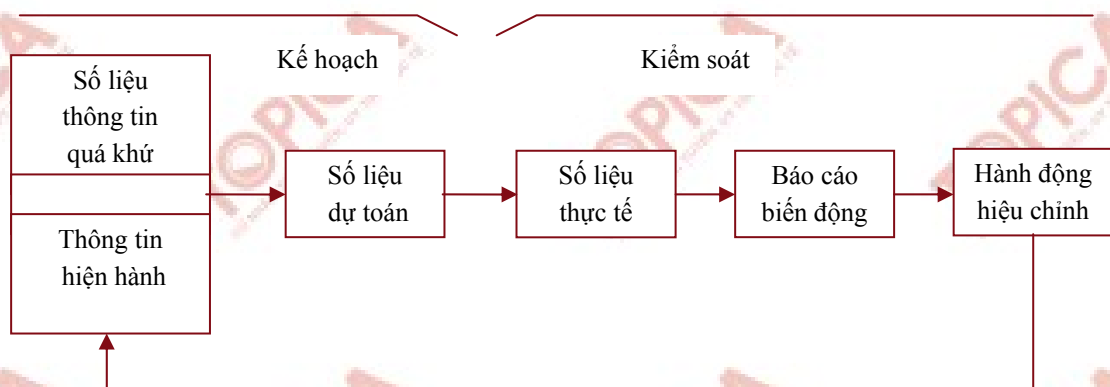 Kế hoạch
Kiểm soát
Số liệu
thông tin
quá khứ
Thông tin
hiện hành
Số liệu
dự toán
Số liệu
thực tế
Báo cáo
biến động
Hành động
hiệu chỉnh
TOPICA